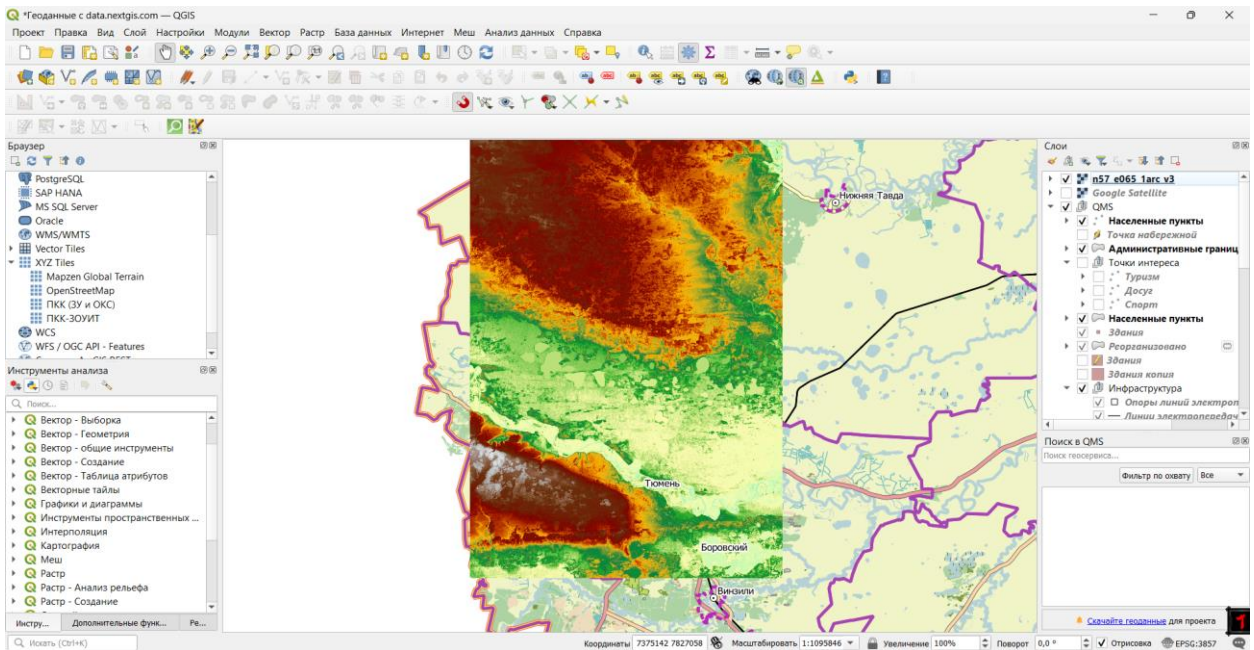 *Геоданные с data.nextgis.com — QGIS
Проект Правка Вид Слой Настройки Модули Вектор Растр База данных Интернет Меш Анализ данных Справка
Браузер
PostgreSQL
SAP HANA
MS SQL Server
Oracle
WMS/WMTS
Vector Tiles
XYZ Tiles
Mapzen Global Terrain
OpenStreetMap
ПКК (ЗУ и ОКС)
ПКК-ЗОУИТ
WCS
WFS / OGC API - Features
Инструменты анализа
Поиск...
Вектор - Выборка
Вектор - Геометрия
Вектор - общие инструменты
Вектор - Создание
Вектор - Таблица атрибутов
Векторные тайлы
Графики и диаграммы
Инструменты пространственных ...
Интерполяция
Картография
Меш
Растр
Растр - Анализ рельефа
Растр - Создание
Инстру... Дополнительные функ... Ре...
Искать (Ctrl+K)
Нижняя Тавда
Тюмень
Боровский
Винзили
Слои
n57_e065_1arc_v3
Google Satellite
QMS
Населенные пункты
Точка набережной
Административные границ
Точки интереса
Туризм
Досуг
Спорт
Населенные пункты
Здания
Реорганизовано
Здания
Здания копия
Инфраструктура
Опоры линий электроп
Линии электропередач
Поиск в QMS
Поиск геосервиса...
Фильтр по охвату Все
Скачайте геоданные для проекта
1
Координаты 7375142 7827058 Масштабировать 1:1095846 Увеличение 100% Поворот 0,0 ° Отрисовка EPSG:3857